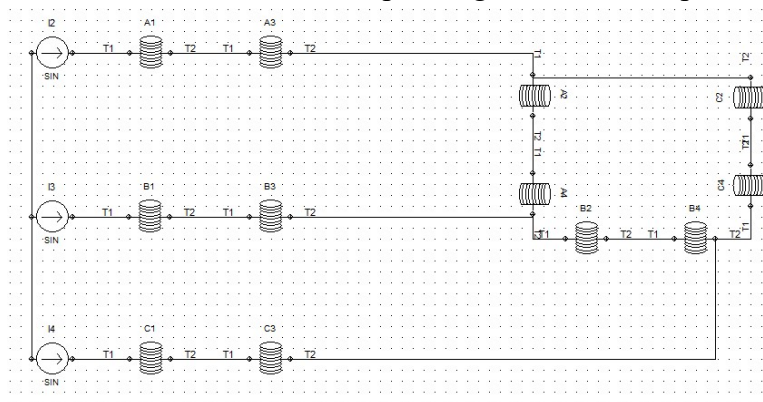 I2 A1 A3
T1 T2 T1 T2
SIN
T1 T2
A2 C2
T2 T1
T1 T2
A4 C4
I3 B1 B3
T1 T2 T1 T2
SIN
B2 B4
T1 T2 T1 T2
T1
I4 C1 C3
T1 T2 T1 T2
SIN